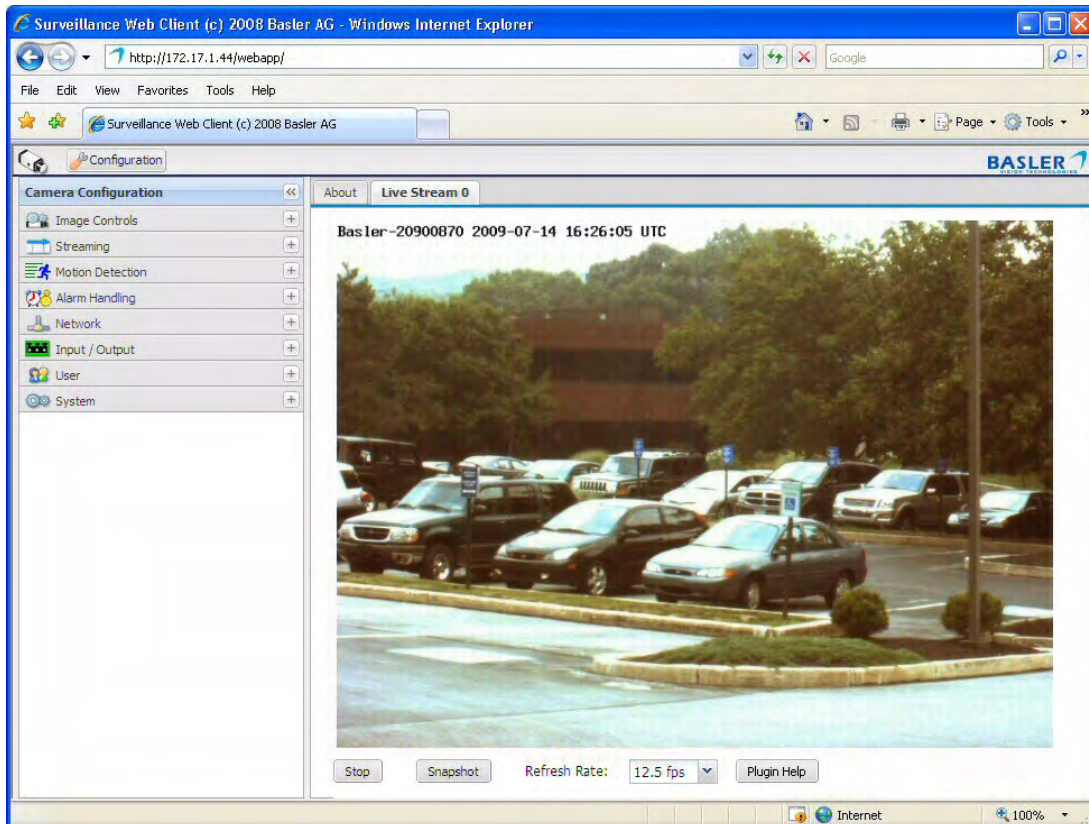 Surveillance Web Client (c) 2008 Basler AG - Windows Internet Explorer
http://172.17.1.44/webapp/
Google
File Edit View Favorites Tools Help
Surveillance Web Client (c) 2008 Basler AG
Page
Tools
Configuration
BASLER
VISION TECHNOLOGIES
Camera Configuration
About
Live Stream 0
Image Controls
Streaming
Motion Detection
Alarm Handling
Network
Input / Output
User
System
Basler-20900870 2009-07-14 16:26:05 UTC
Stop
Snapshot
Refresh Rate:
12.5 fps
Plugin Help
Internet
100%